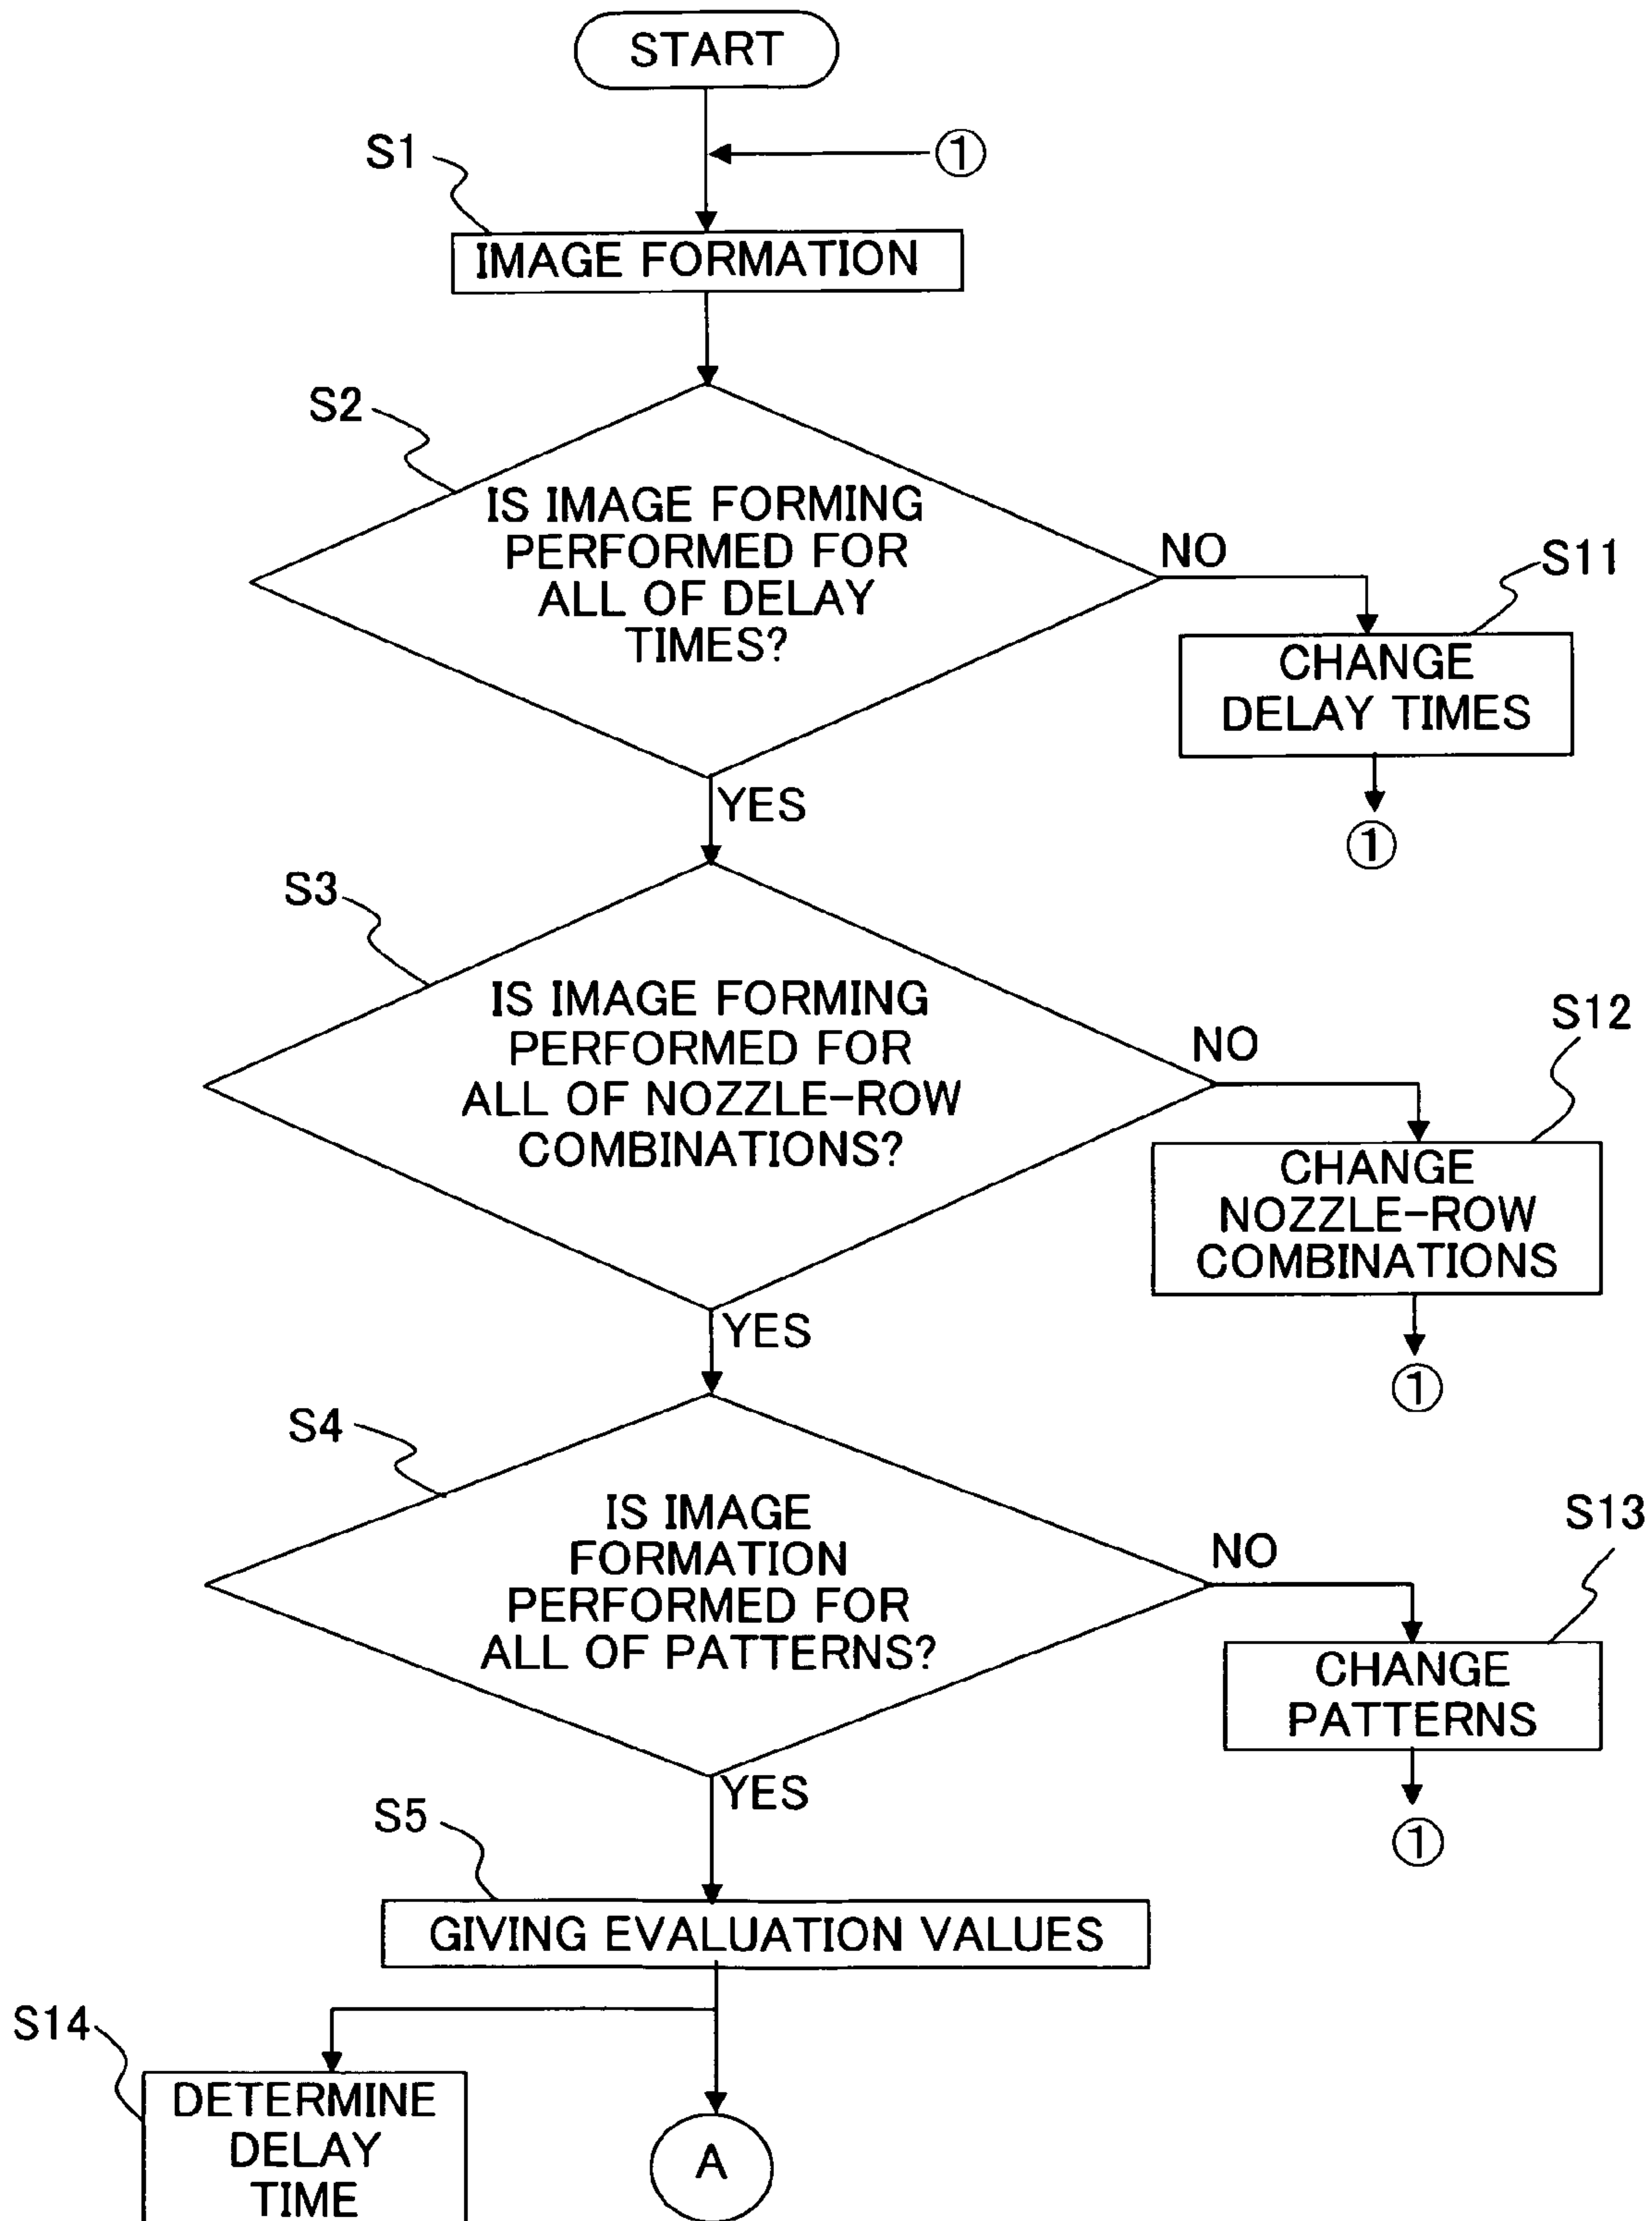 START
①
S1
IMAGE FORMATION
S2
IS IMAGE FORMING
PERFORMED FOR
ALL OF DELAY
TIMES?
NO
S11
CHANGE
DELAY TIMES
①
YES
S3
IS IMAGE FORMING
PERFORMED FOR
ALL OF NOZZLE-ROW
COMBINATIONS?
NO
S12
CHANGE
NOZZLE-ROW
COMBINATIONS
①
YES
S4
IS IMAGE
FORMATION
PERFORMED FOR
ALL OF PATTERNS?
NO
S13
CHANGE
PATTERNS
①
YES
S5
GIVING EVALUATION VALUES
S14
DETERMINE
DELAY
TIME
A